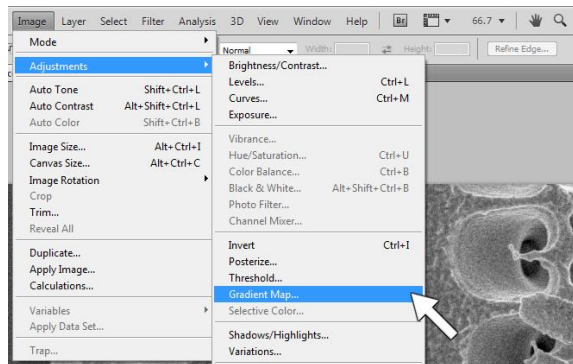 Image Layer Select Filter Analysis 3D View Window Help Br 66.7
Mode
Normal Width: Height: Refine Edge...
Adjustments
Auto Tone Shift+Ctrl+L
Auto Contrast Alt+Shift+Ctrl+L
Auto Color Shift+Ctrl+B
Image Size... Alt+Ctrl+I
Canvas Size... Alt+Ctrl+C
Image Rotation
Crop
Trim...
Reveal All
Duplicate...
Apply Image...
Calculations...
Variables
Apply Data Set...
Trap...
Brightness/Contrast...
Levels... Ctrl+L
Curves... Ctrl+M
Exposure...
Vibrance...
Hue/Saturation... Ctrl+U
Color Balance... Ctrl+B
Black & White... Alt+Shift+Ctrl+B
Photo Filter...
Channel Mixer...
Invert Ctrl+I
Posterize...
Threshold...
Gradient Map...
Selective Color...
Shadows/Highlights...
Variations...